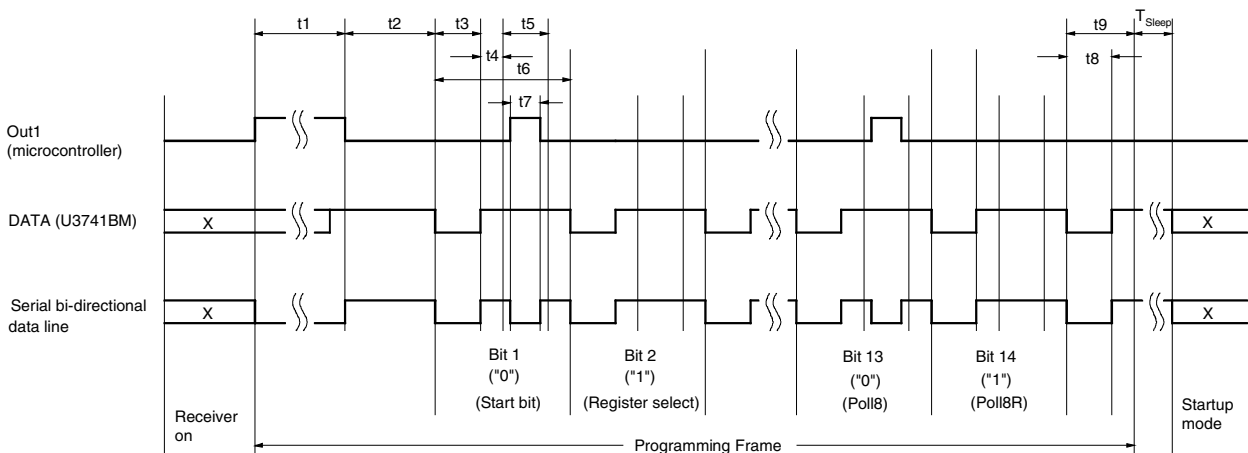 t1
t2
t3
t5
t9
T Sleep
t4
t8
t6
t7
Out1
(microcontroller)
DATA (U3741BM)
X
X
Serial bi-directional
data line
X
X
Bit 1
("0")
(Start bit)
Bit 2
("1")
(Register select)
Bit 13
("0")
(Poll8)
Bit 14
("1")
(Poll8R)
Receiver
on
Startup
mode
Programming Frame